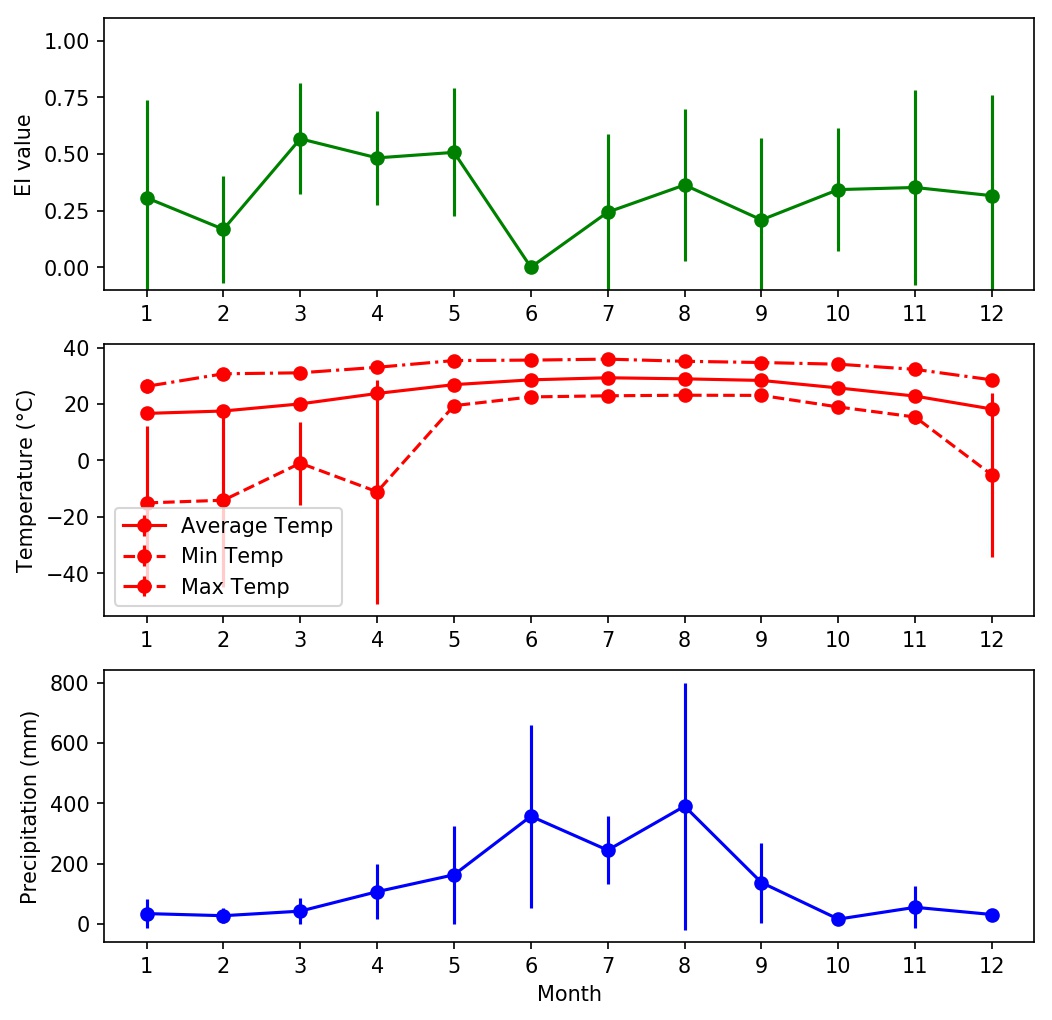 1.00
0.75
0.50
0.25
0.00
EI value
1 2 3 4 5 6 7 8 9 10 11 12
40
20
0
−20
−40
Temperature (°C)
Average Temp
Min Temp
Max Temp
1 2 3 4 5 6 7 8 9 10 11 12
800
600
400
200
0
Precipitation (mm)
1 2 3 4 5 6 7 8 9 10 11 12
Month